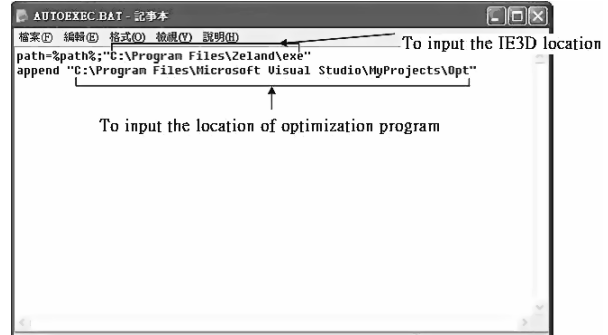 AUTOEXEC.BAT - 記事本
檔案(F) 編輯(E) 格式(O) 檢視(V) 說明(H)
To input the IE3D location
path=%path%;"C:\Program Files\Zeland\exe"
append "C:\Program Files\Microsoft Visual Studio\MyProjects\Opt"
To input the location of optimization program